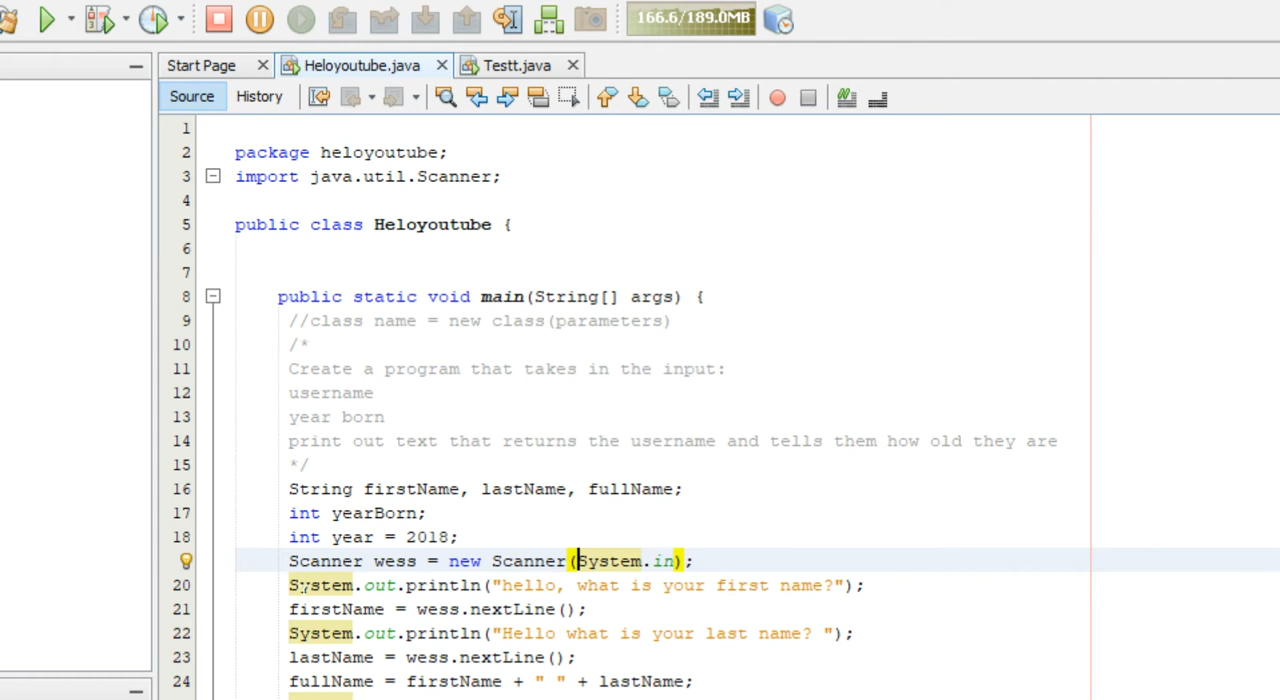 166.6/189.0MB
Start Page Heloyoutube.java Testt.java
Source History
1
2 package heloyoutube;
3 import java.util.Scanner;
4
5 public class Heloyoutube {
6
7
8 public static void main(String[] args) {
9 //class name = new class(parameters)
10 /*
11 Create a program that takes in the input:
12 username
13 year born
14 print out text that returns the username and tells them how old they are
15 */
16 String firstName, lastName, fullName;
17 int yearBorn;
18 int year = 2018;
Scanner wess = new Scanner(System.in);
20 System.out.println("hello, what is your first name?");
21 firstName = wess.nextLine();
22 System.out.println("Hello what is your last name? ");
23 lastName = wess.nextLine();
24 fullName = firstName + " " + lastName;